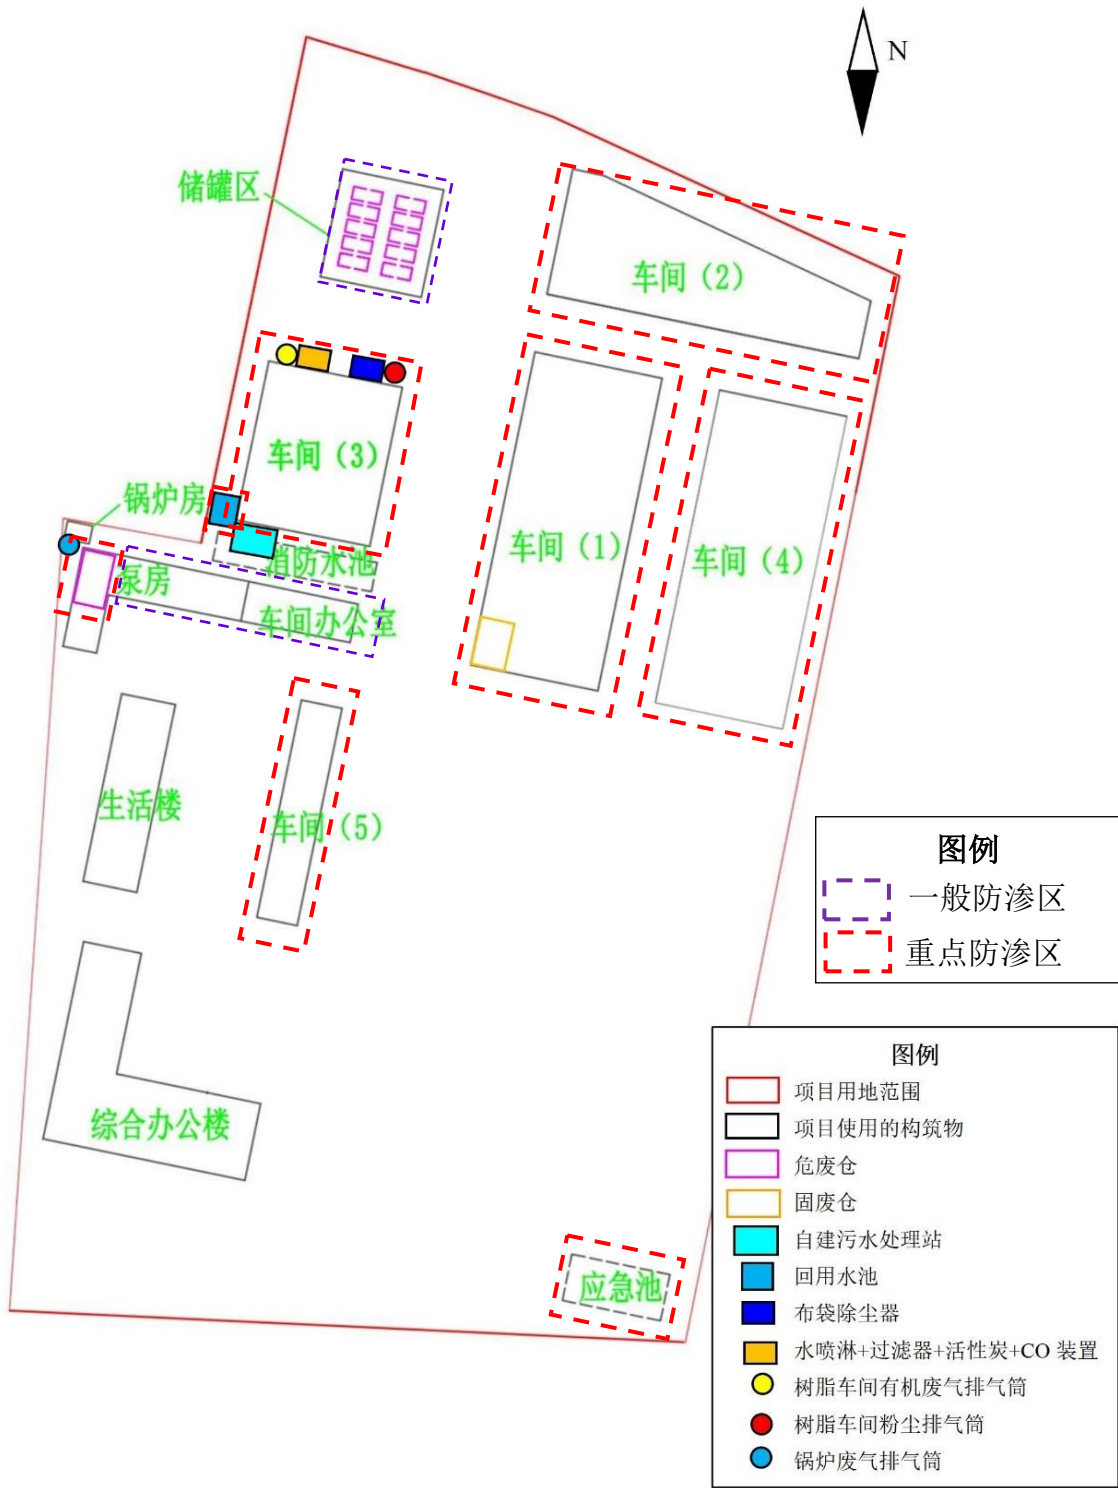 N
储罐区
车间（2）
车间（3）
锅炉房
车间（1）
车间（4）
消防水池
泵房
车间办公室
生活楼
车间（5）
综合办公楼
应急池
图例
一般防渗区
重点防渗区
图例
项目用地范围
项目使用的构筑物
危废仓
固废仓
自建污水处理站
回用水池
布袋除尘器
水喷淋+过滤器+活性炭+CO 装置
树脂车间有机废气排气筒
树脂车间粉尘排气筒
锅炉废气排气筒